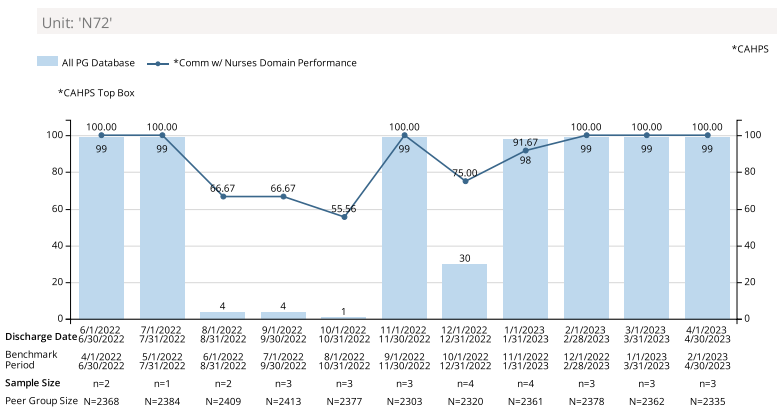 Unit: 'N72'
*CAHPS
All PG Database *Comm w/ Nurses Domain Performance
*CAHPS Top Box
100 100.00 100.00 100.00 100.00 100.00 100.00 100
99 99 99 91.67 98 99 99 99
80 75.00 80
66.67 66.67
60 55.56 60
40 40
30
20 20
4 4 1
0 0
Discharge Date 6/1/2022 7/1/2022 8/1/2022 9/1/2022 10/1/2022 11/1/2022 12/1/2022 1/1/2023 2/1/2023 3/1/2023 4/1/2023
6/30/2022 7/31/2022 8/31/2022 9/30/2022 10/31/2022 11/30/2022 12/31/2022 1/31/2023 2/28/2023 3/31/2023 4/30/2023
Benchmark 4/1/2022 5/1/2022 6/1/2022 7/1/2022 8/1/2022 9/1/2022 10/1/2022 11/1/2022 12/1/2022 1/1/2023 2/1/2023
Period 6/30/2022 7/31/2022 8/31/2022 9/30/2022 10/31/2022 11/30/2022 12/31/2022 1/31/2023 2/28/2023 3/31/2023 4/30/2023
Sample Size n=2 n=1 n=2 n=3 n=3 n=3 n=4 n=4 n=3 n=3 n=3
Peer Group Size N=2368 N=2384 N=2409 N=2413 N=2377 N=2303 N=2320 N=2361 N=2378 N=2362 N=2335